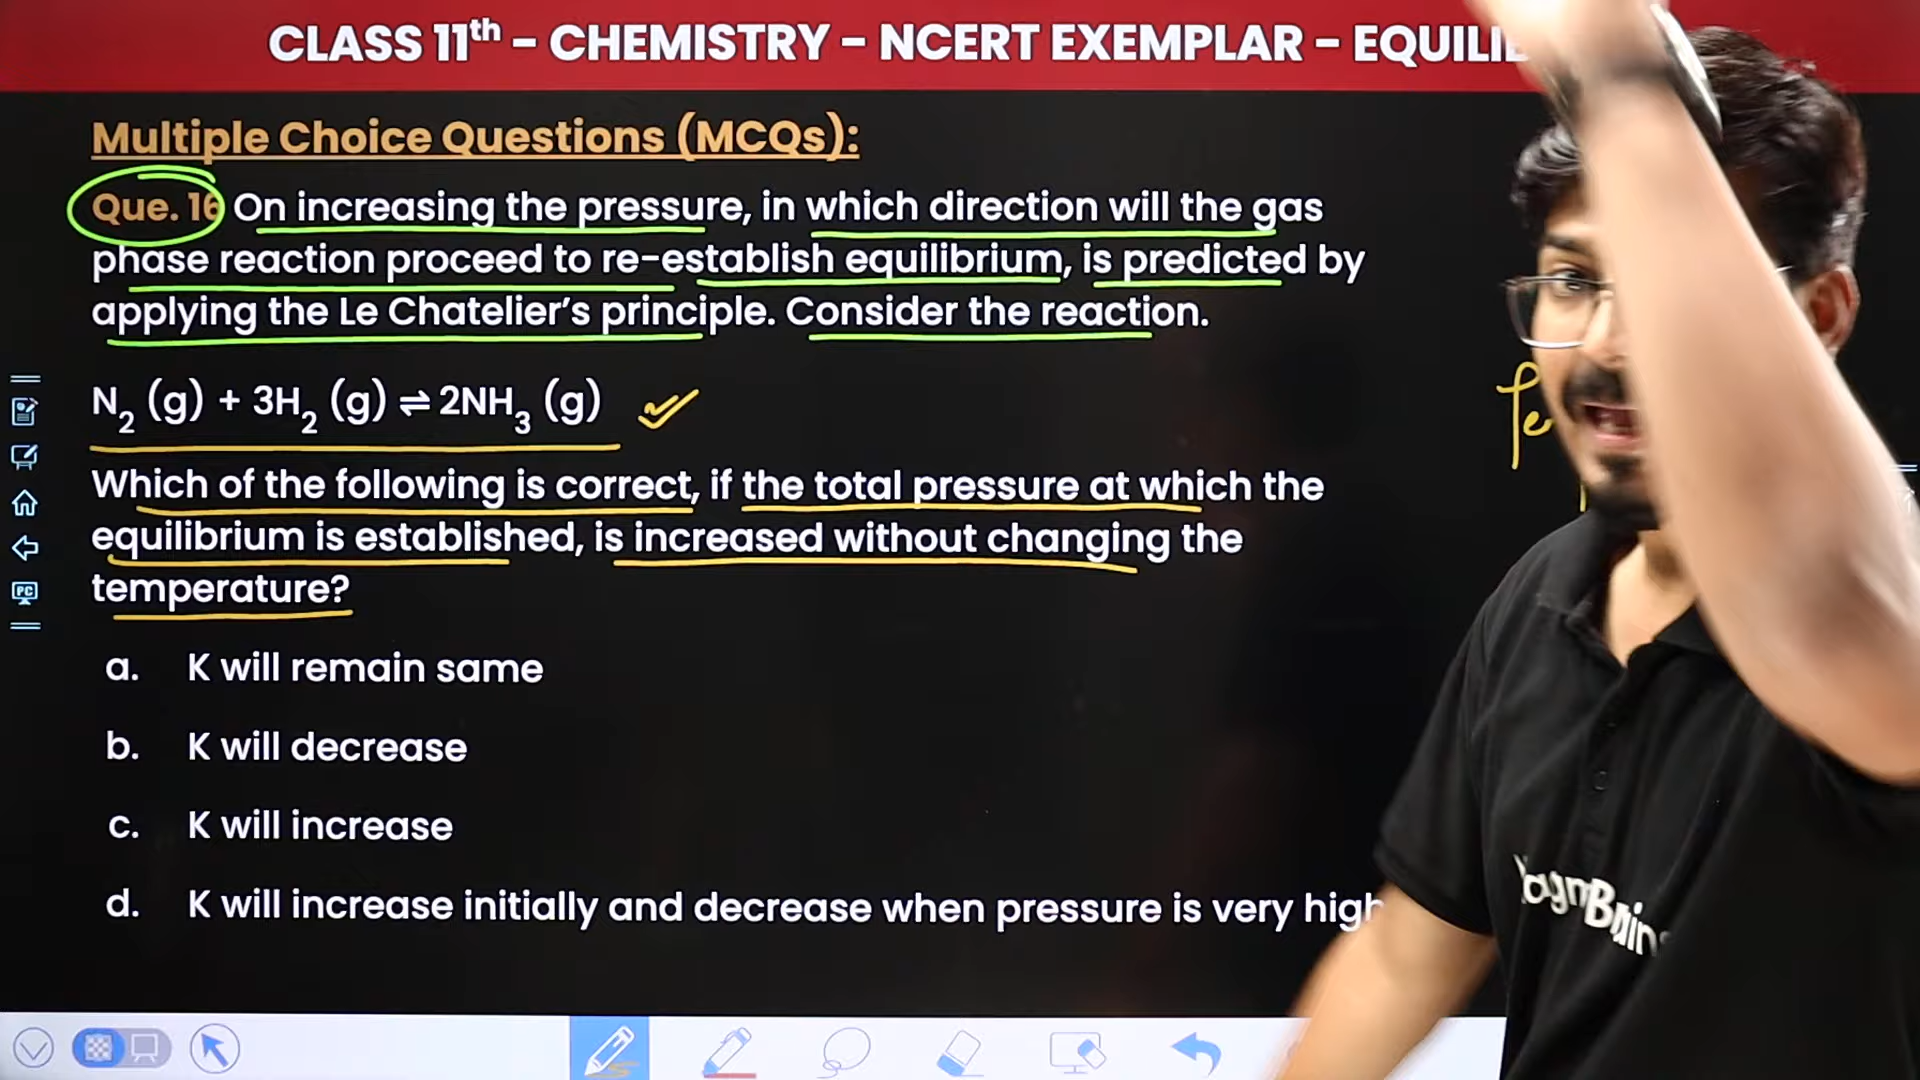 CLASS 11th - CHEMISTRY - NCERT EXEMPLAR -
Multiple Choice Questions (MCQs):
Que. 16 On increasing the pressure, in which direction will the gas
phase reaction proceed to re-establish equilibrium, is predicted by
applying the Le Chatelier's principle. Consider the reaction.
N₂ (g) + 3H₂ (g) ⇌ 2NH₃ (g)
Which of the following is correct, if the total pressure at which the
equilibrium is established, is increased without changing the
temperature?
a. K will remain same
b. K will decrease
c. K will increase
d. K will increase initially and decrease when pressure is very high
PC